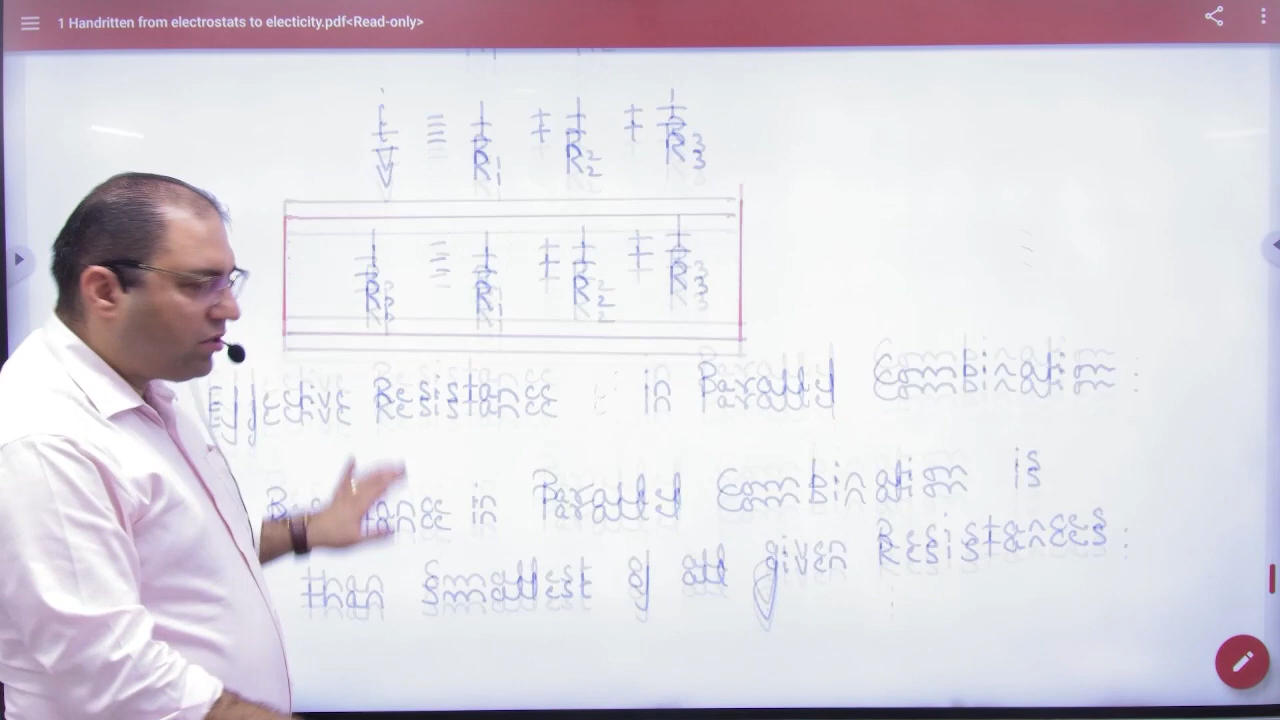 1 Handritten from electrostats to electicity.pdf<Read-only>
= 1/R1 + 1/R2 + 1/R3
1/Rp = 1/R1 + 1/R2 + 1/R3
Effective Resistance in Parallel Combination :
Resistance in Parallel Combination is
than Smallest of all given Resistances :